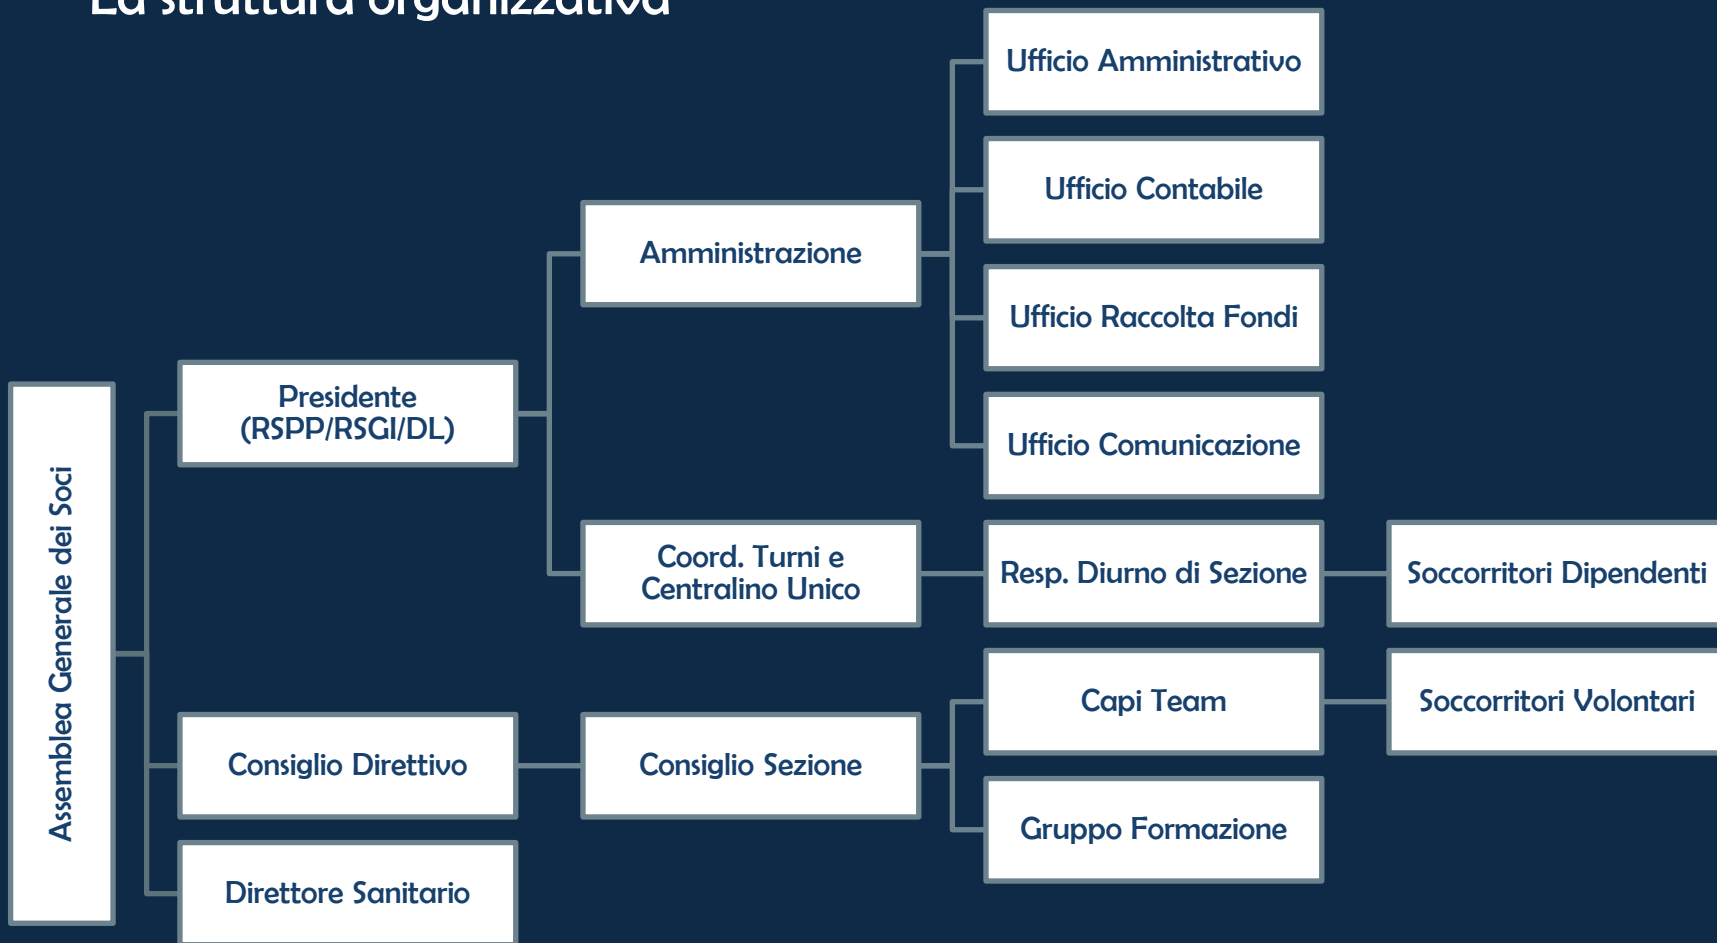 La struttura organizzativa
Ufficio Amministrativo
Ufficio Contabile
Amministrazione
Ufficio Raccolta Fondi
Presidente
(RSPP/RSGI/DL)
Ufficio Comunicazione
Assemblea Generale dei Soci
Coord. Turni e
Centralino Unico
Resp. Diurno di Sezione
Soccorritori Dipendenti
Capi Team
Soccorritori Volontari
Consiglio Direttivo
Consiglio Sezione
Gruppo Formazione
Direttore Sanitario